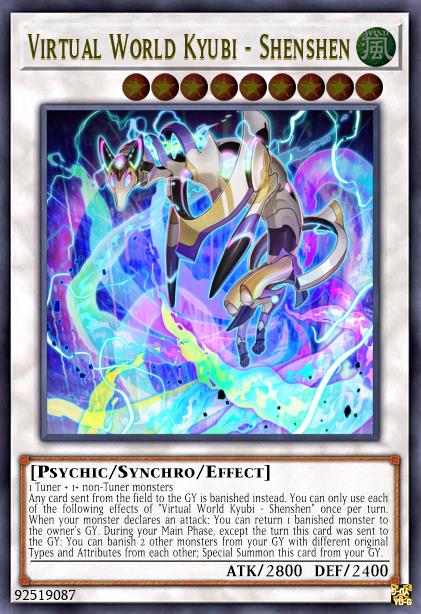 VIRTUAL WORLD KYUBI - SHENSHEN
WIND
風
[PSYCHIC/SYNCHRO/EFFECT]
1 Tuner + 1+ non-Tuner monsters
Any card sent from the field to the GY is banished instead. You can only use each
of the following effects of "Virtual World Kyubi - Shenshen" once per turn.
When your monster declares an attack: You can return 1 banished monster to
the owner's GY. During your Main Phase, except the turn this card was sent to
the GY: You can banish 2 other monsters from your GY with different original
Types and Attributes from each other; Special Summon this card from your GY.
ATK/2800 DEF/2400
92519087